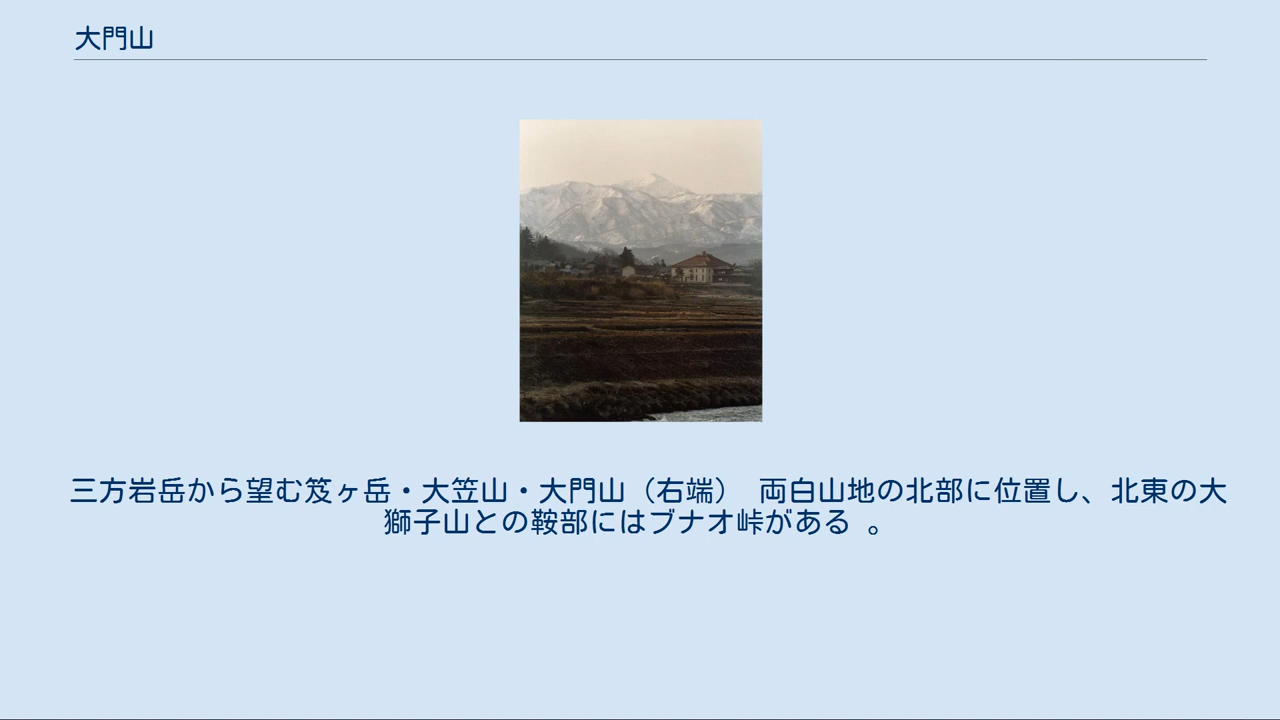 大門山
三方岩岳から望む笈ヶ岳・大笠山・大門山（右端） 両白山地の北部に位置し、北東の大
獅子山との鞍部にはブナオ峠がある 。